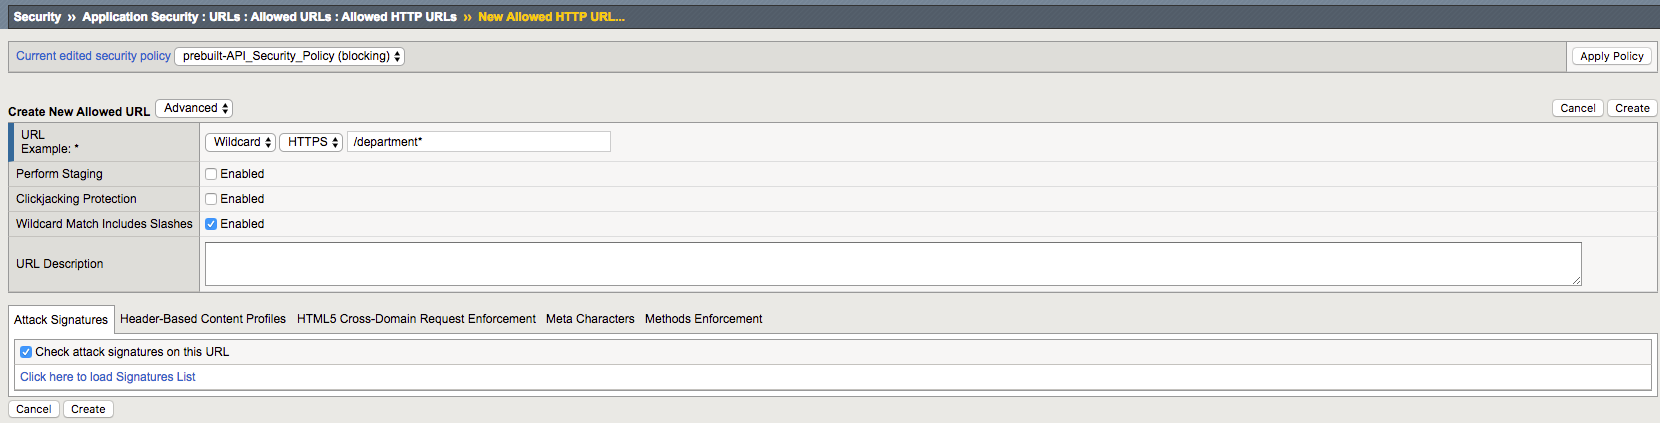 Security » Application Security : URLs : Allowed URLs : Allowed HTTP URLs » New Allowed HTTP URL...
Current edited security policy prebuilt-API_Security_Policy (blocking) Apply Policy
Create New Allowed URL Advanced Cancel Create
URL
Example: * Wildcard HTTPS /department*
Perform Staging Enabled
Clickjacking Protection Enabled
Wildcard Match Includes Slashes Enabled
URL Description
Attack Signatures Header-Based Content Profiles HTML5 Cross-Domain Request Enforcement Meta Characters Methods Enforcement
Check attack signatures on this URL
Click here to load Signatures List
Cancel Create